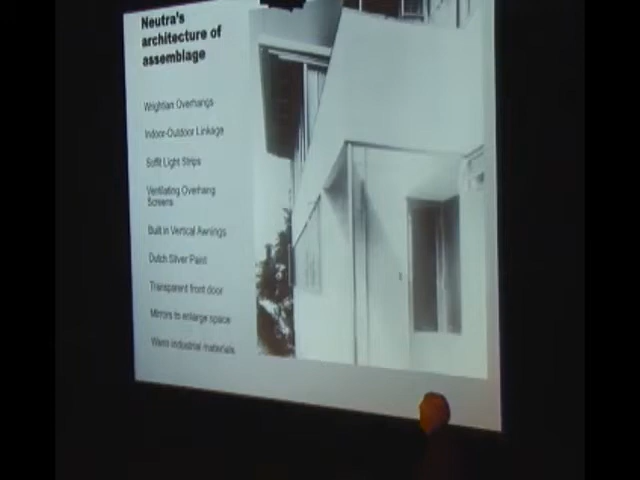 Neutra's
architecture of
assemblage
Wrightian Overhangs
Indoor-Outdoor Linkage
Soffit Light Strips
Ventilating Overhang
Screens
Built in Vertical Awnings
Dutch Silver Paint
Transparent front door
Mirrors to enlarge space
Warm industrial materials